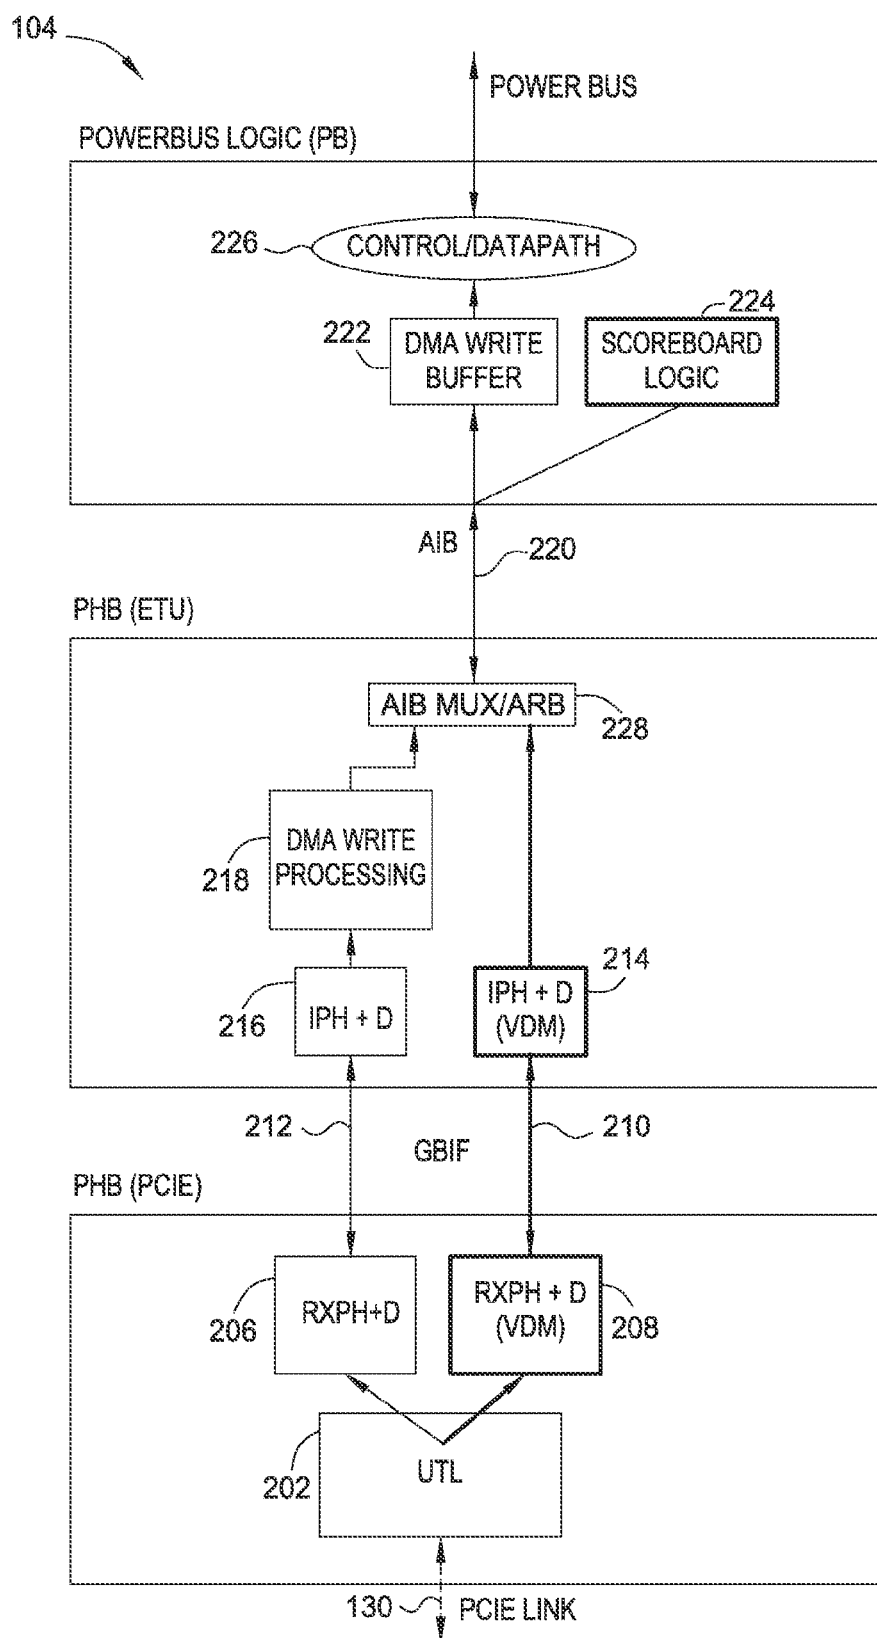 104
POWER BUS
POWERBUS LOGIC (PB)
226
CONTROL/DATAPATH
224
222
DMA WRITE
BUFFER
SCOREBOARD
LOGIC
AIB
220
PHB (ETU)
AIB MUX/ARB
228
DMA WRITE
PROCESSING
218
214
216
IPH + D
IPH + D
(VDM)
212
210
GBIF
PHB (PCIE)
206
RXPH+D
RXPH + D
(VDM)
208
202
UTL
130
PCIE LINK